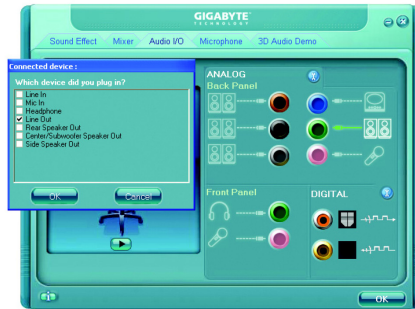 GIGABYTE
TECHNOLOGY
Sound Effect Mixer Audio I/O Microphone 3D Audio Demo
Connected device :
Which device did you plug in?
Line In
Mic In
Headphone
Line Out
Rear Speaker Out
Center/Subwoofer Speaker Out
Side Speaker Out
OK Cancel
ANALOG
Back Panel
Front Panel
DIGITAL
OK